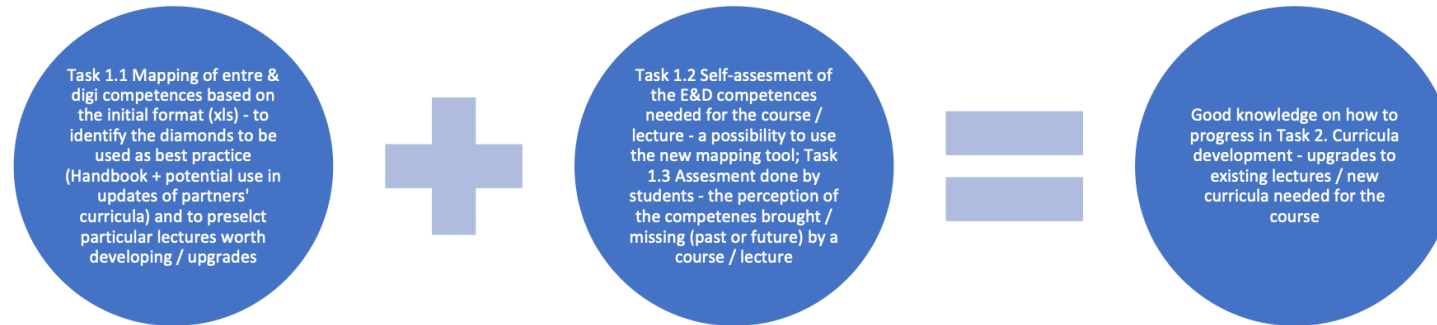 Task 1.1 Mapping of entre &
digi competences based on
the initial format (xls) - to
identify the diamonds to be
used as best practice
(Handbook + potential use in
updates of partners'
curricula) and to preselct
particular lectures worth
developing / upgrades
Task 1.2 Self-assesment of
the E&D competences
needed for the course /
lecture - a possibility to use
the new mapping tool; Task
1.3 Assesment done by
students - the perception of
the competenes brought /
missing (past or future) by a
course / lecture
Good knowledge on how to
progress in Task 2. Curricula
development - upgrades to
existing lectures / new
curricula needed for the
course